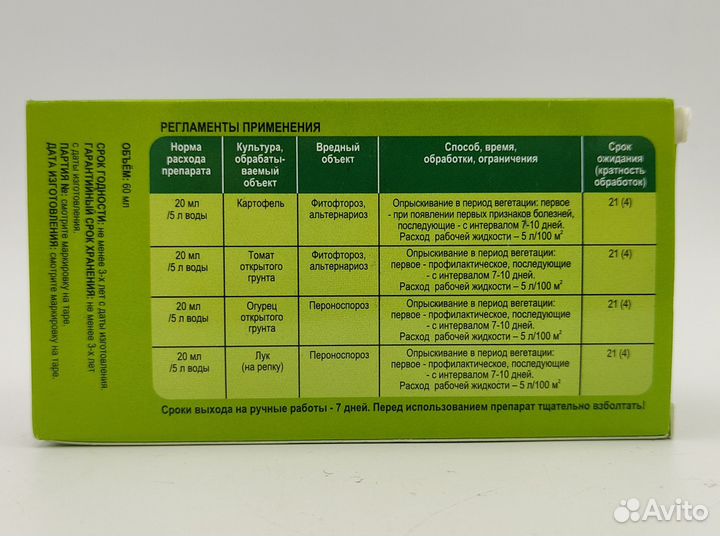 РЕГЛАМЕНТЫ ПРИМЕНЕНИЯ
Норма
расхода
препарата
Культура,
обрабаты-
ваемый
объект
Вредный
объект
Способ, время,
обработки, ограничения
Срок
ожидания
(кратность
обработок)
20 мл
/5 л воды
Картофель
Фитофтороз,
альтернариоз
Опрыскивание в период вегетации: первое
- при появлении первых признаков болезней,
последующие - с интервалом 7-10 дней.
Расход рабочей жидкости – 5 л/100 м²
21 (4)
20 мл
/5 л воды
Томат
открытого
грунта
Фитофтороз,
альтернариоз
Опрыскивание в период вегетации:
первое - профилактическое, последующие
- с интервалом 7-10 дней.
Расход рабочей жидкости – 5 л/100 м²
21 (4)
20 мл
/5 л воды
Огурец
открытого
грунта
Пероноспороз
Опрыскивание в период вегетации:
первое - профилактическое, последующие
- с интервалом 7-10 дней.
Расход рабочей жидкости – 5 л/100 м²
21 (4)
20 мл
/5 л воды
Лук
(на репку)
Пероноспороз
Опрыскивание в период вегетации:
первое - профилактическое, последующие
- с интервалом 7-10 дней.
Расход рабочей жидкости – 5 л/100 м²
21 (4)
Сроки выхода на ручные работы - 7 дней. Перед использованием препарат тщательно взболтать!
ОБЪЁМ: 60 мл
СРОК ГОДНОСТИ: не менее 3-х лет с даты изготовления.
ГАРАНТИЙНЫЙ СРОК ХРАНЕНИЯ: не менее 3-х лет
с даты изготовления.
ПАРТИЯ №: смотрите маркировку на таре.
ДАТА ИЗГОТОВЛЕНИЯ: смотрите маркировку на таре.
Avito